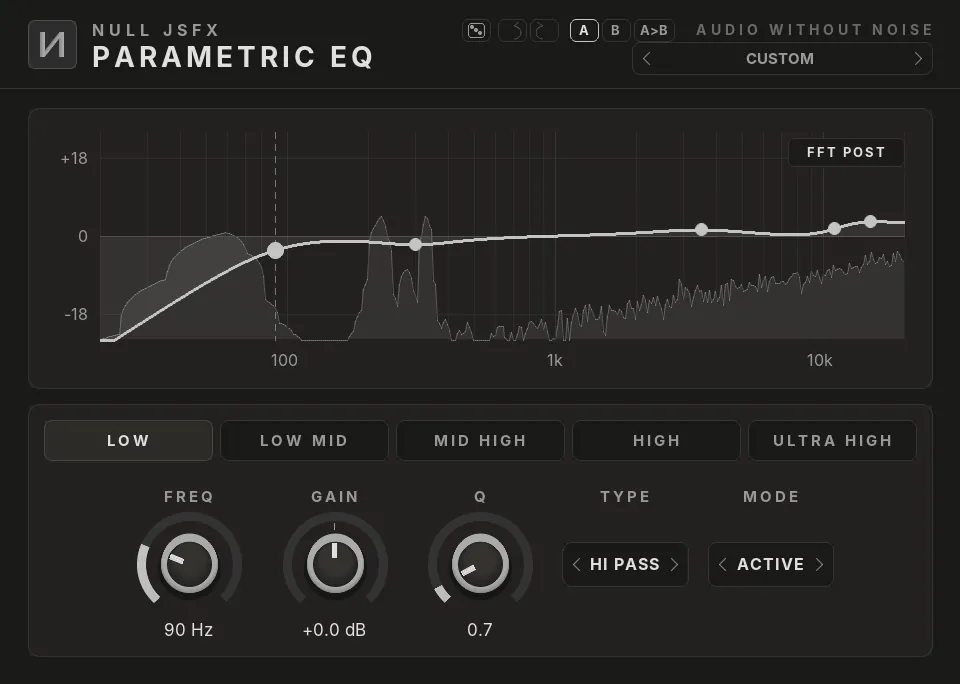 NULL JSFX
PARAMETRIC EQ
A B A>B
AUDIO WITHOUT NOISE
CUSTOM
FFT POST
+18
0
-18
100 1k 10k
LOW LOW MID MID HIGH HIGH ULTRA HIGH
FREQ GAIN Q TYPE MODE
HI PASS ACTIVE
90 Hz +0.0 dB 0.7